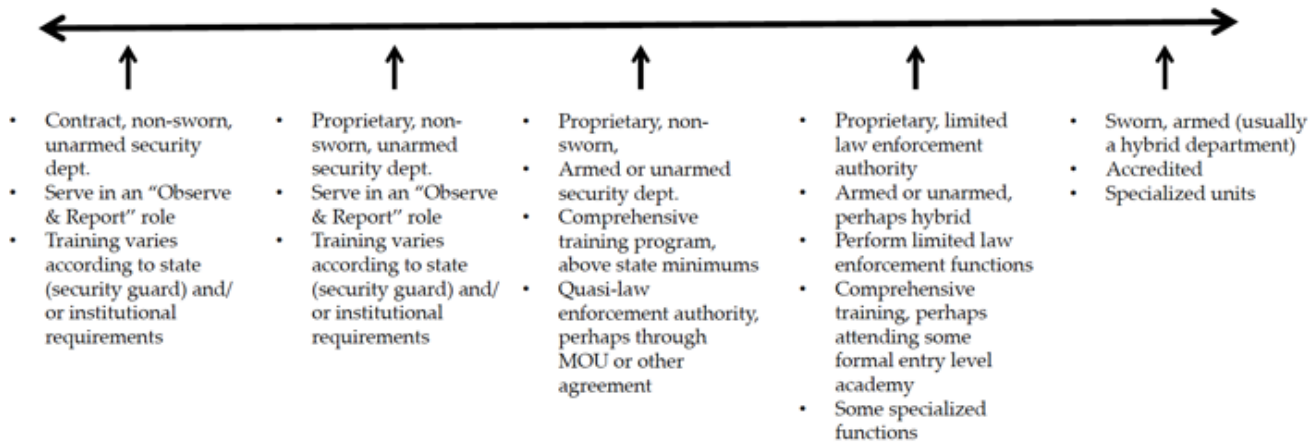 • Contract, non-sworn,
unarmed security
dept.
• Serve in an “Observe
& Report” role
• Training varies
according to state
(security guard) and/
or institutional
requirements
• Proprietary, non-
sworn, unarmed
security dept.
• Serve in an “Observe
& Report” role
• Training varies
according to state
(security guard) and/
or institutional
requirements
• Proprietary, non-
sworn,
• Armed or unarmed
security dept.
• Comprehensive
training program,
above state minimums
• Quasi-law
enforcement authority,
perhaps through
MOU or other
agreement
• Proprietary, limited
law enforcement
authority
• Armed or unarmed,
perhaps hybrid
• Perform limited law
enforcement functions
• Comprehensive
training, perhaps
attending some
formal entry level
academy
• Some specialized
functions
• Sworn, armed (usually
a hybrid department)
• Accredited
• Specialized units